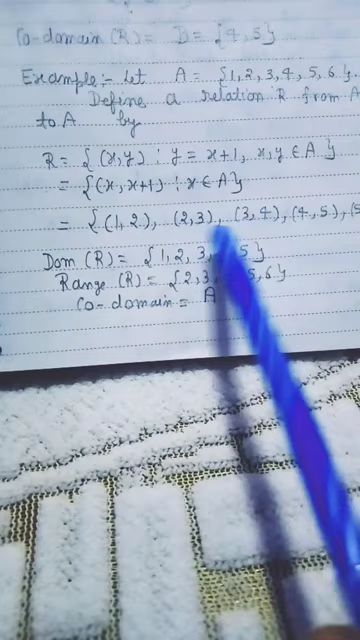 Co-domain (R) = B = {4,5}
Example:- Let A = {1, 2, 3, 4, 5, 6}
Define a relation R from A
to A by
R = { (x,y) : y = x+1, x,y ∈ A }
= {(x, x+1) : x ∈ A}
= { (1,2), (2,3), (3,4), (4,5), (5
Dom (R) = {1, 2, 3, 5}
Range (R) = {2,3, 5,6}
Co-domain = A